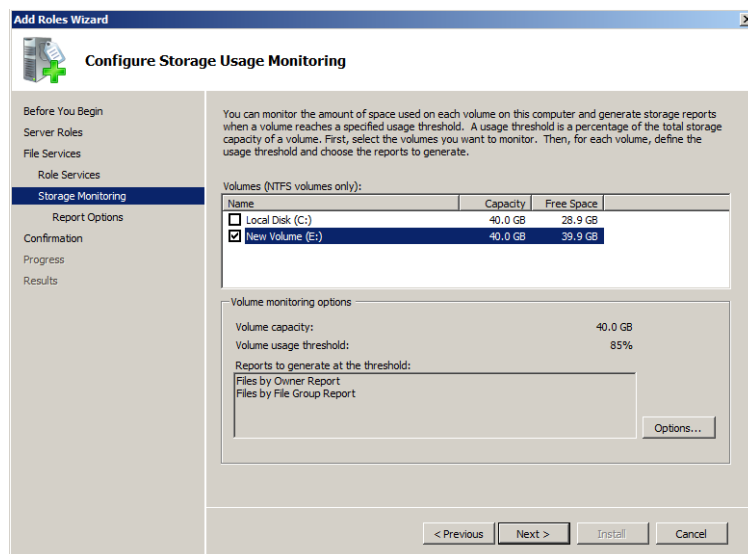 Add Roles Wizard
Configure Storage Usage Monitoring
Before You Begin
Server Roles
File Services
Role Services
Storage Monitoring
Report Options
Confirmation
Progress
Results
You can monitor the amount of space used on each volume on this computer and generate storage reports
when a volume reaches a specified usage threshold. A usage threshold is a percentage of the total storage
capacity of a volume. First, select the volumes you want to monitor. Then, for each volume, define the
usage threshold and choose the reports to generate.
Volumes (NTFS volumes only):
Name Capacity Free Space
Local Disk (C:) 40.0 GB 28.9 GB
New Volume (E:) 40.0 GB 39.9 GB
Volume monitoring options
Volume capacity: 40.0 GB
Volume usage threshold: 85%
Reports to generate at the threshold:
Files by Owner Report
Files by File Group Report
Options...
< Previous Next > Install Cancel